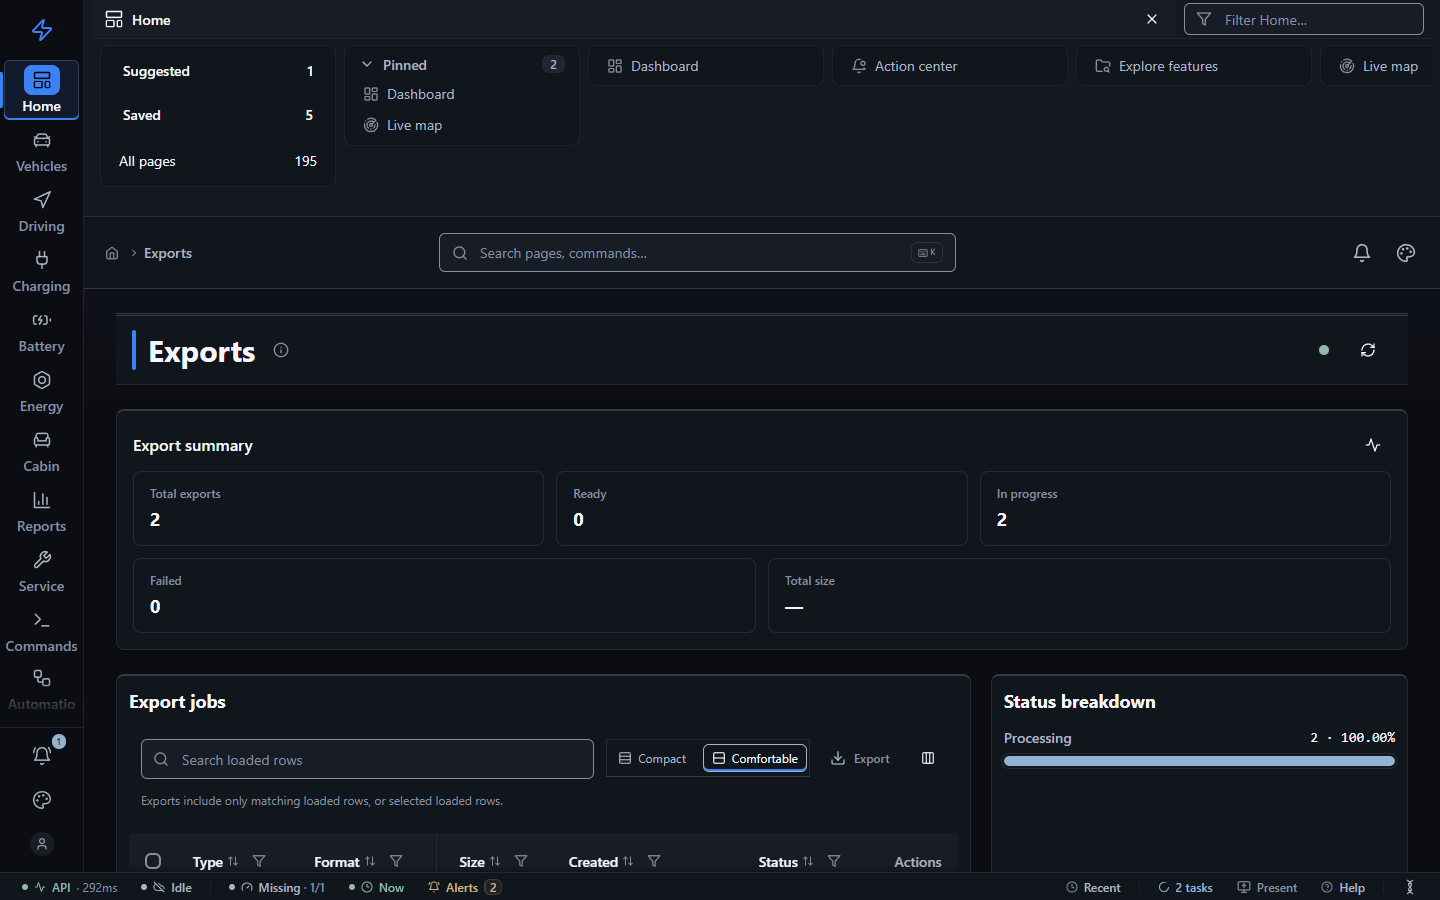 Home
Filter Home...
Home
Vehicles
Driving
Charging
Battery
Energy
Cabin
Reports
Service
Commands
Automatio
1
Suggested 1
Saved 5
All pages 195
Pinned 2
Dashboard
Live map
Dashboard
Action center
Explore features
Live map
Exports
Search pages, commands...
K
Exports
Export summary
Total exports
2
Ready
0
In progress
2
Failed
0
Total size
—
Export jobs
Search loaded rows
Compact
Comfortable
Export
Exports include only matching loaded rows, or selected loaded rows.
Type Format Size Created Status Actions
Status breakdown
Processing 2 · 100.00%
API · 292ms
Idle
Missing · 1/1
Now
Alerts 2
Recent
2 tasks
Present
Help